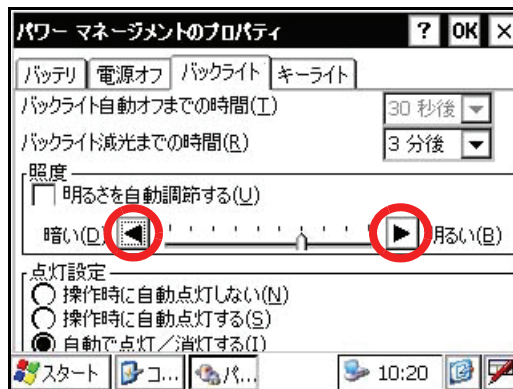 パワー マネージメントのプロパティ ? OK ×
バッテリ 電源オフ バックライト キーライト
バックライト自動オフまでの時間(T) 30 秒後
バックライト減光までの時間(R) 3 分後
照度
明るさを自動調節する(U)
暗い(D) 明るい(B)
点灯設定
操作時に自動点灯しない(N)
操作時に自動点灯する(S)
自動で点灯／消灯する(I)
スタート コ... パ... 10:20